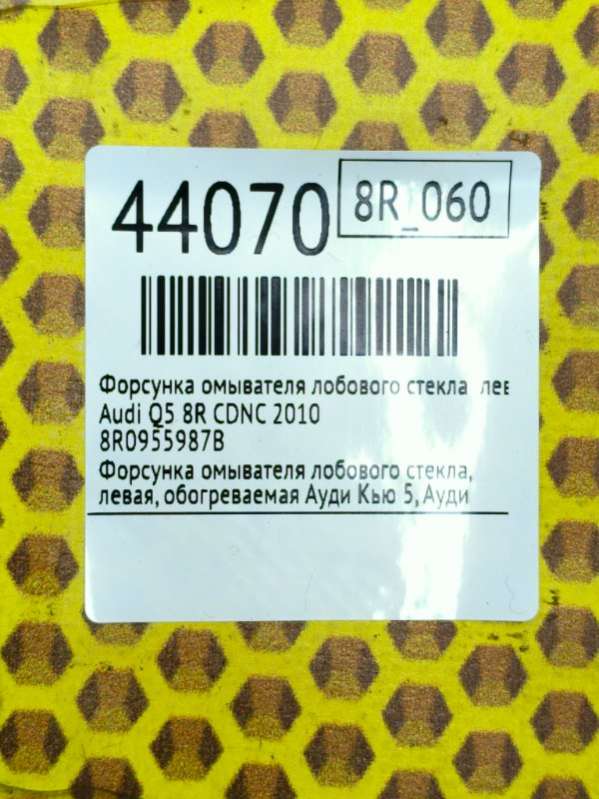 44070
8R_060
Форсунка омывателя лобового стекла лев
Audi Q5 8R CDNC 2010
8R0955987B
Форсунка омывателя лобового стекла,
левая, обогреваемая Ауди Кью 5, Ауди